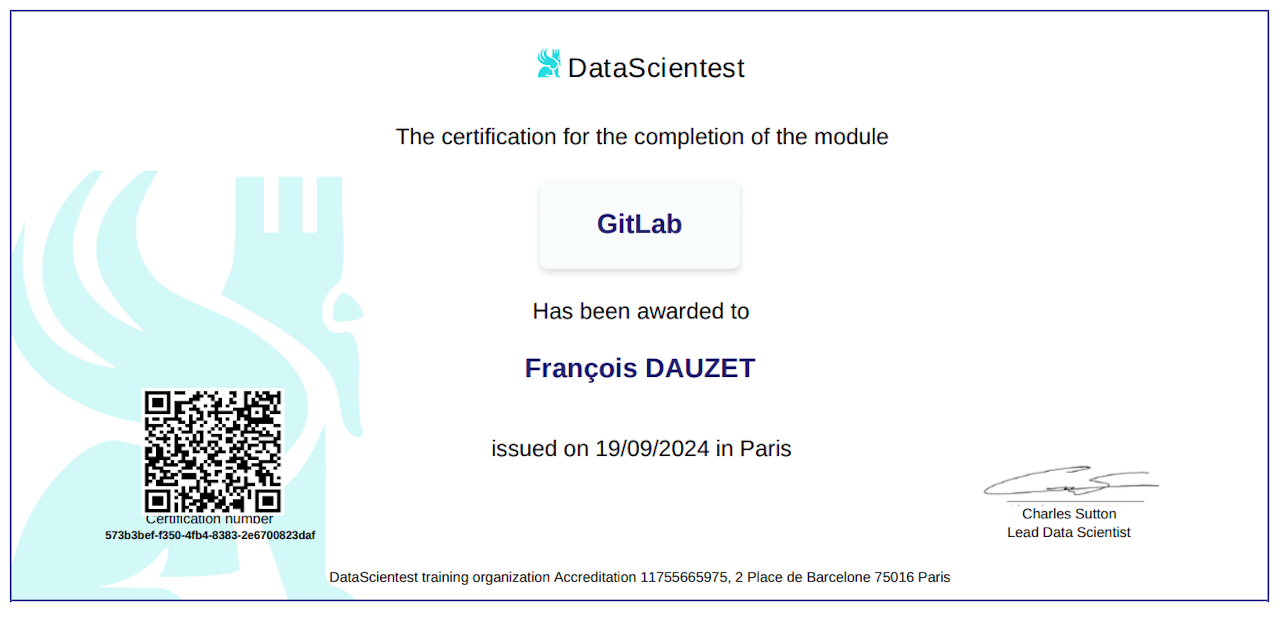 DataScientest
The certification for the completion of the module
GitLab
Has been awarded to
François DAUZET
issued on 19/09/2024 in Paris
Certification number
573b3bef-f350-4fb4-8383-2e6700823daf
Charles Sutton
Lead Data Scientist
DataScientest training organization Accreditation 11755665975, 2 Place de Barcelone 75016 Paris